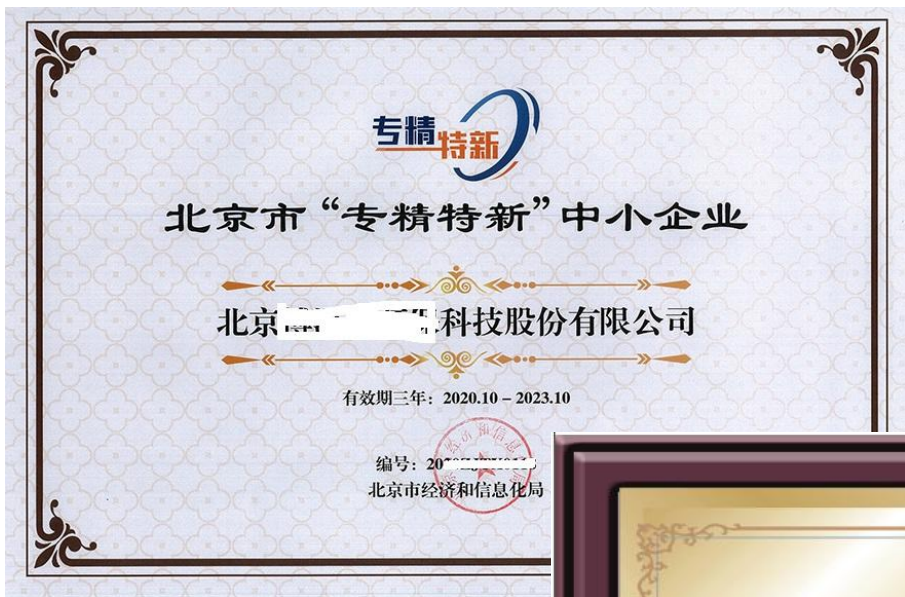 专精特新
北京市“专精特新”中小企业
北京 科技股份有限公司
有效期三年：2020.10 – 2023.10
编号：20
北京市经济和信息化局